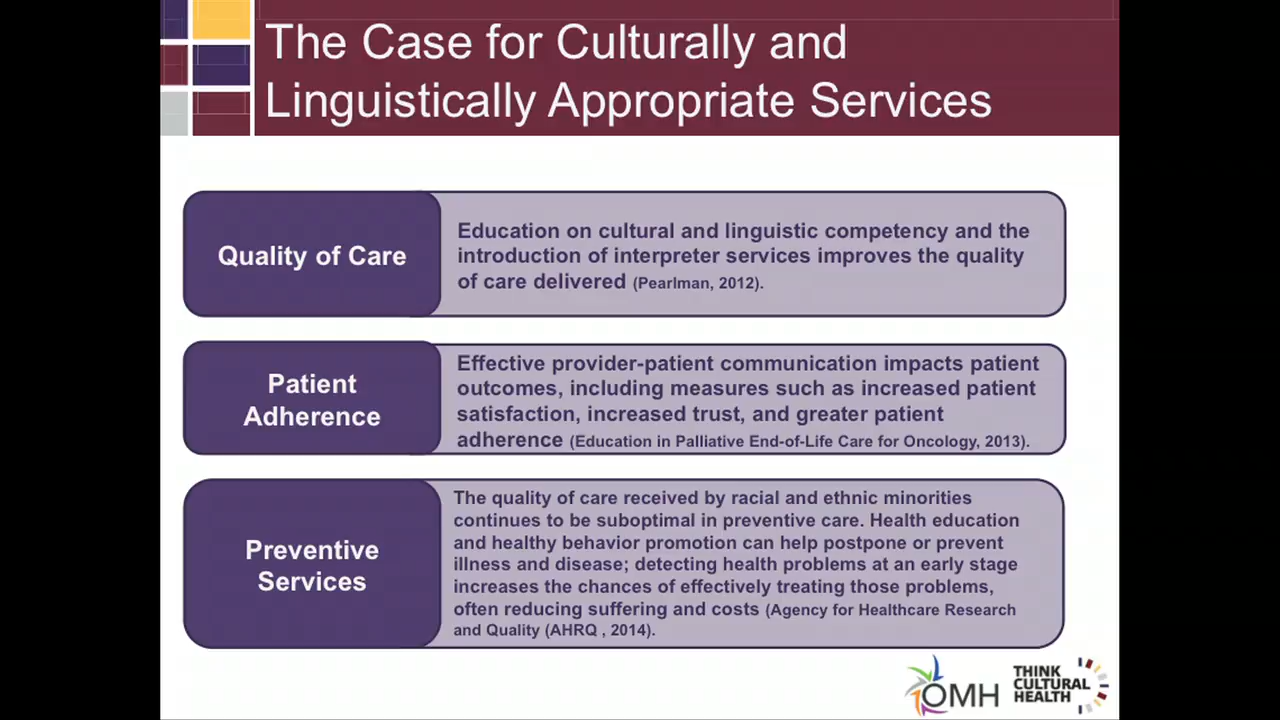 The Case for Culturally and
Linguistically Appropriate Services
Quality of Care
Education on cultural and linguistic competency and the
introduction of interpreter services improves the quality
of care delivered (Pearlman, 2012).
Patient
Adherence
Effective provider-patient communication impacts patient
outcomes, including measures such as increased patient
satisfaction, increased trust, and greater patient
adherence (Education in Palliative End-of-Life Care for Oncology, 2013).
Preventive
Services
The quality of care received by racial and ethnic minorities
continues to be suboptimal in preventive care. Health education
and healthy behavior promotion can help postpone or prevent
illness and disease; detecting health problems at an early stage
increases the chances of effectively treating those problems,
often reducing suffering and costs (Agency for Healthcare Research
and Quality (AHRQ , 2014).
OMH
THINK
CULTURAL
HEALTH